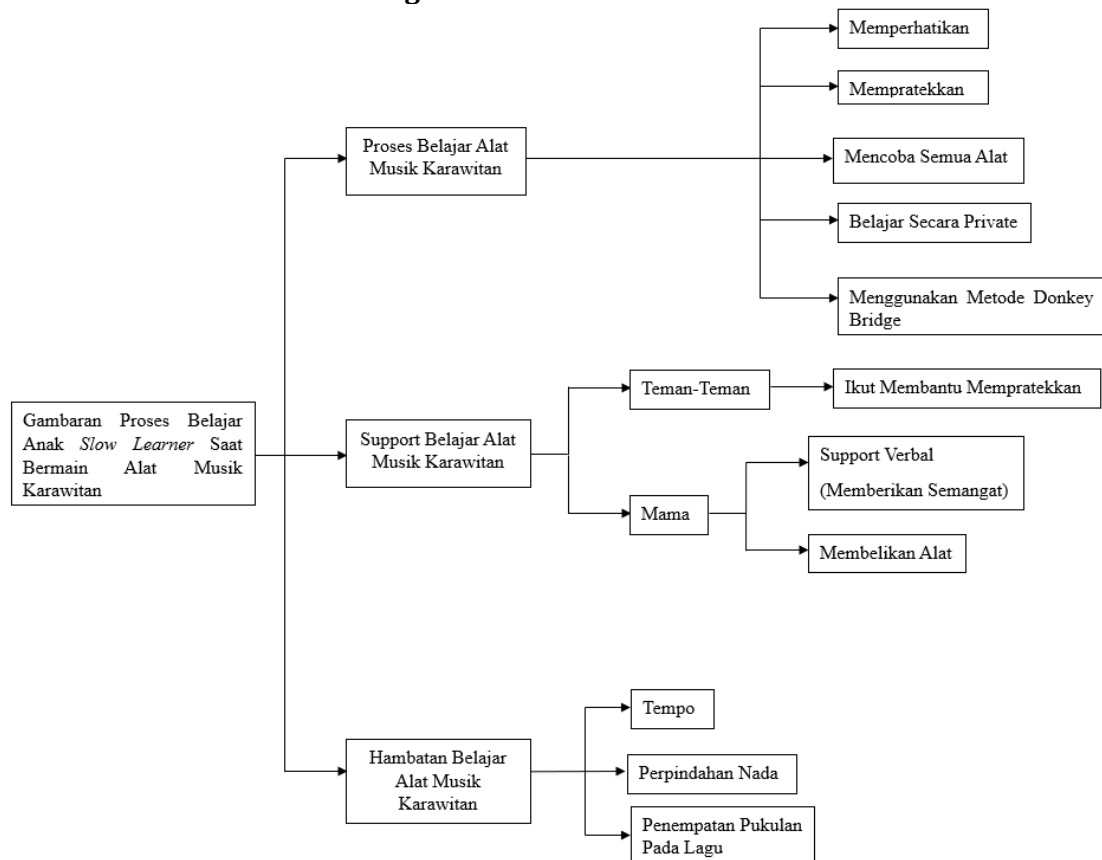 Memperhatikan
Mempratekkan
Proses Belajar Alat
Musik Karawitan
Mencoba Semua Alat
Belajar Secara Private
Menggunakan Metode Donkey
Bridge
Gambaran Proses Belajar
Anak Slow Learner Saat
Bermain Alat Musik
Karawitan
Support Belajar Alat
Musik Karawitan
Teman-Teman
Ikut Membantu Mempratekkan
Mama
Support Verbal
(Memberikan Semangat)
Membelikan Alat
Hambatan Belajar
Alat Musik
Karawitan
Tempo
Perpindahan Nada
Penempatan Pukulan
Pada Lagu